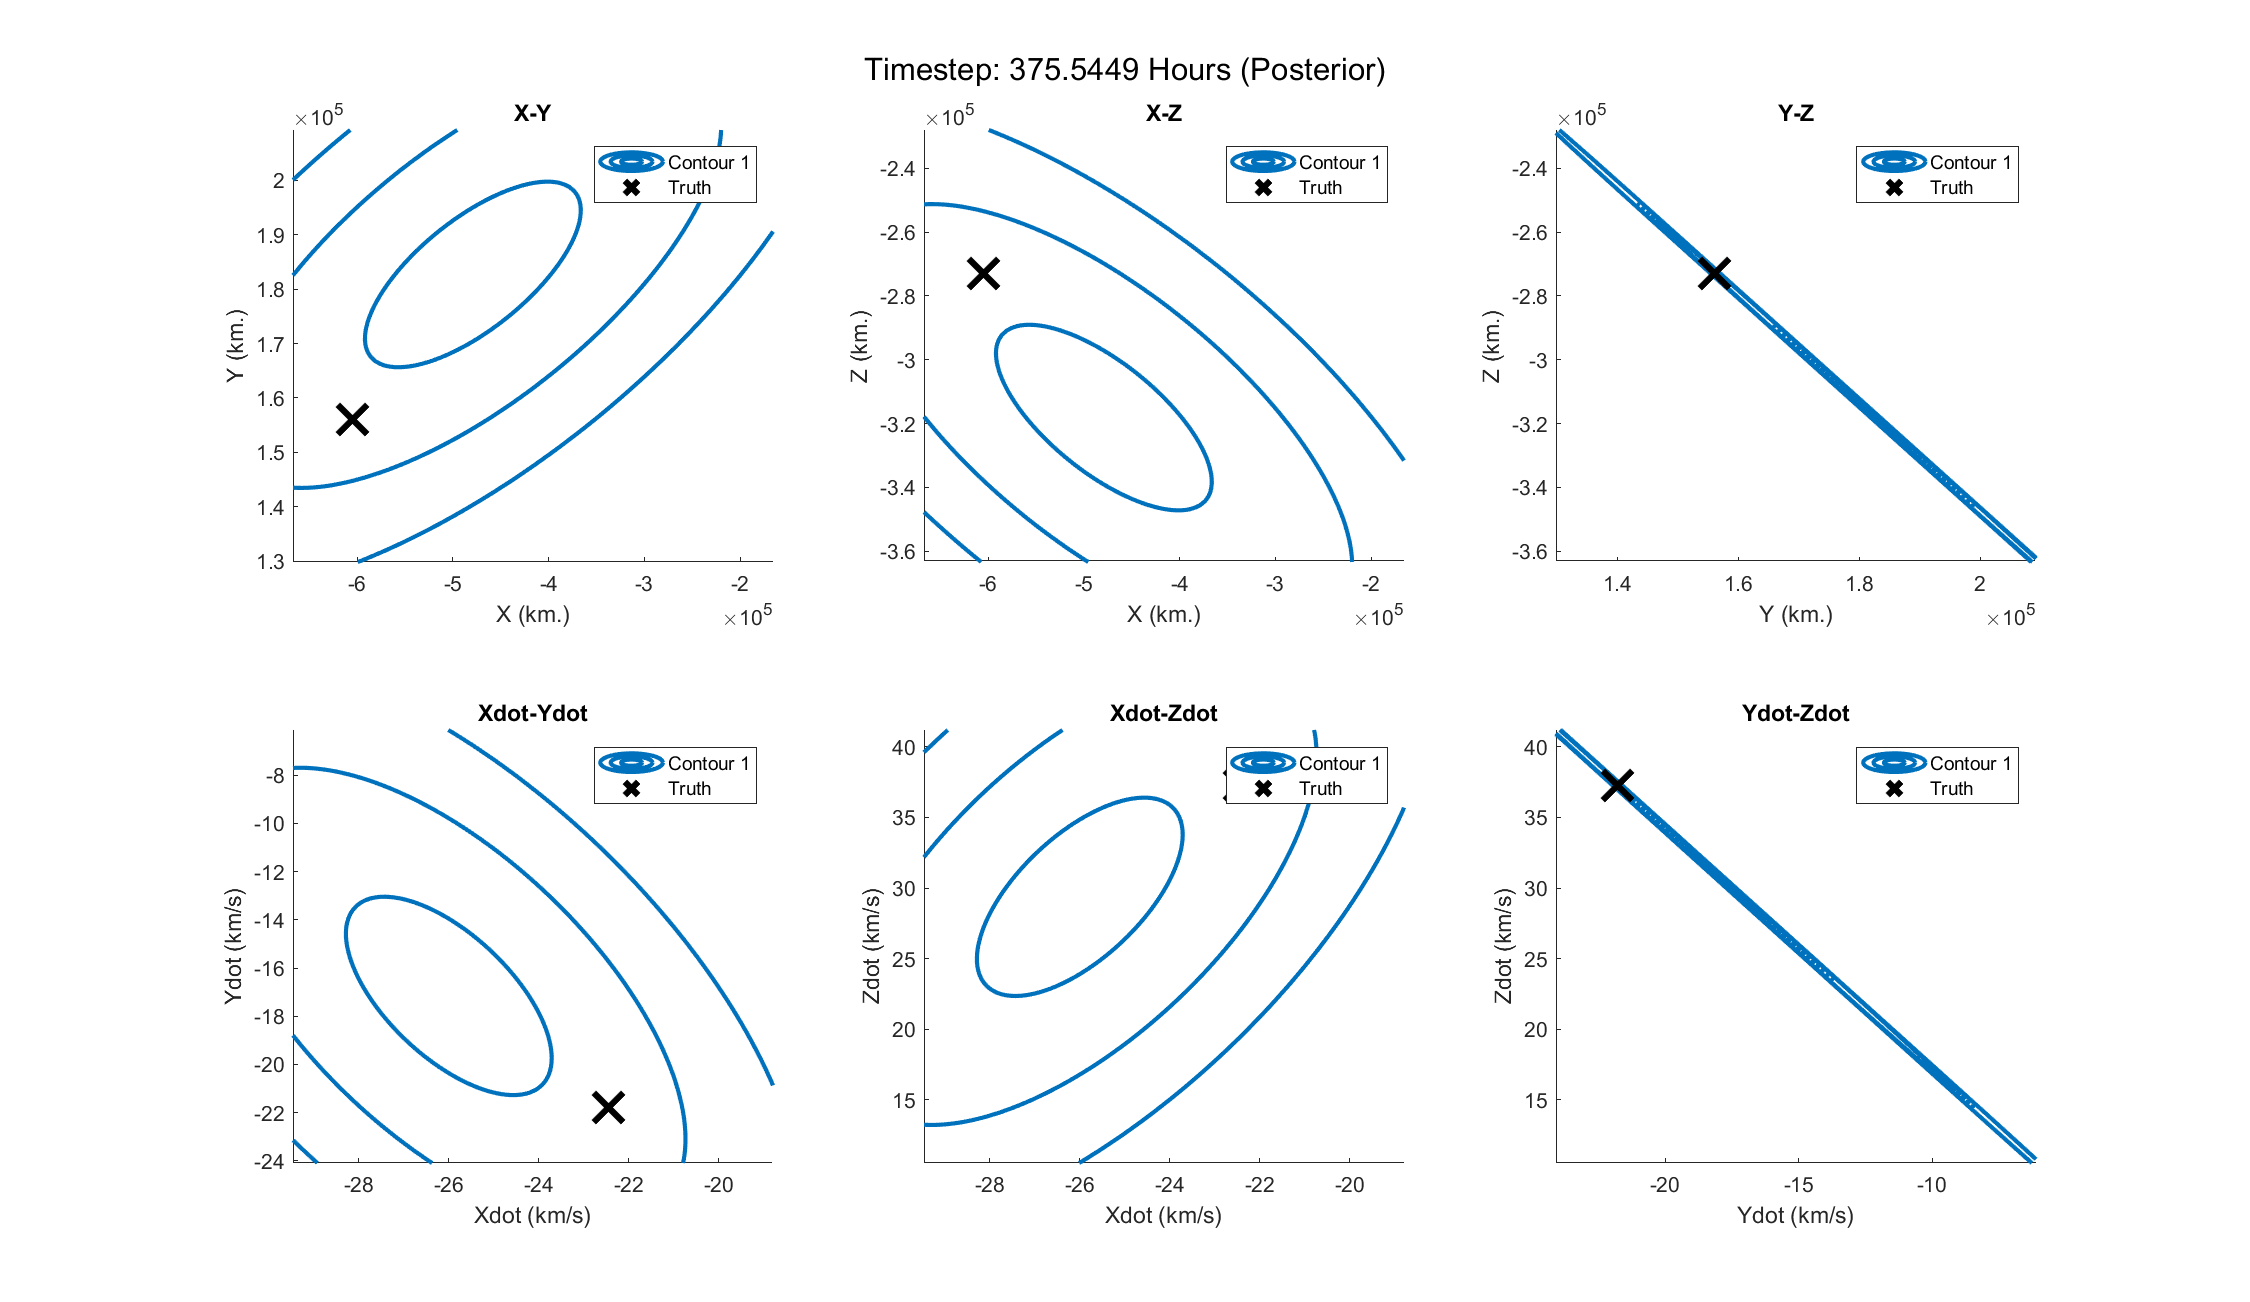 Timestep: 375.5449 Hours (Posterior)
X-Y
×10^5
2
1.9
1.8
1.7
1.6
1.5
1.4
1.3
Y (km.)
-6 -5 -4 -3 -2
X (km.)
×10^5
Contour 1
Truth
X-Z
×10^5
-2.4
-2.6
-2.8
-3
-3.2
-3.4
-3.6
Z (km.)
-6 -5 -4 -3 -2
X (km.)
×10^5
Contour 1
Truth
Y-Z
×10^5
-2.4
-2.6
-2.8
-3
-3.2
-3.4
-3.6
Z (km.)
1.4 1.6 1.8 2
Y (km.)
×10^5
Contour 1
Truth
Xdot-Ydot
-8
-10
-12
-14
-16
-18
-20
-22
-24
Ydot (km/s)
-28 -26 -24 -22 -20
Xdot (km/s)
Contour 1
Truth
Xdot-Zdot
40
35
30
25
20
15
Zdot (km/s)
-28 -26 -24 -22 -20
Xdot (km/s)
Contour 1
Truth
Ydot-Zdot
40
35
30
25
20
15
Zdot (km/s)
-20 -15 -10
Ydot (km/s)
Contour 1
Truth